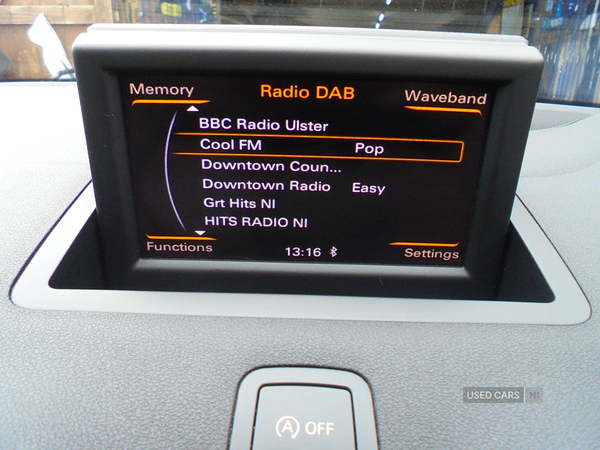 Memory
Radio DAB
Waveband
BBC Radio Ulster
Cool FM Pop
Downtown Coun...
Downtown Radio Easy
Grt Hits NI
HITS RADIO NI
Functions
13:16
Settings
A OFF
USED CARS NI